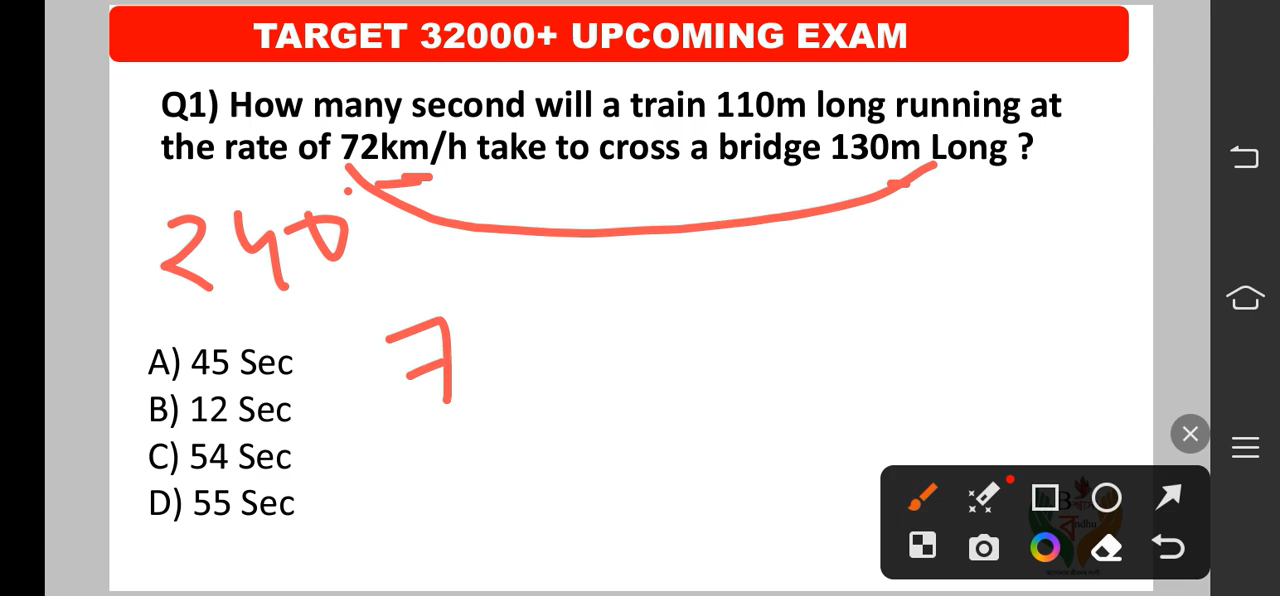 TARGET 32000+ UPCOMING EXAM
Q1) How many second will a train 110m long running at
the rate of 72km/h take to cross a bridge 130m Long ?
240
7
A) 45 Sec
B) 12 Sec
C) 54 Sec
D) 55 Sec